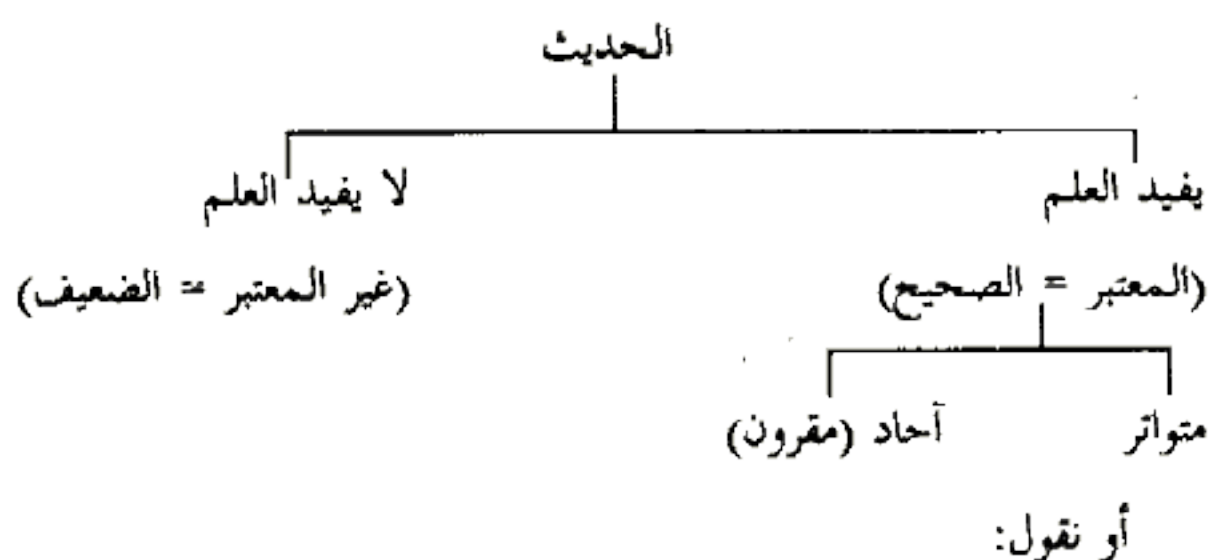 الحديث
يفيد العلم لا يفيد العلم
(المعتبر = الصحيح) (غير المعتبر = الضعيف)
متواتر آحاد (مقرون)
أو نقول: